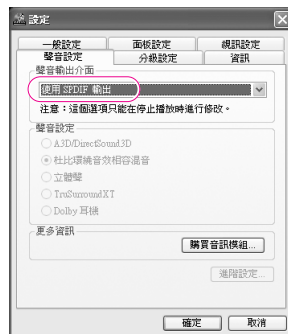 設定
一般設定 面板設定 視訊設定
聲音設定 分級設定 資訊
聲音輸出介面
使用 SPDIF 輸出
注意：這個選項只能在停止播放時進行修改。
聲音設定
A3D/DirectSound3D
杜比環繞音效相容混音
立體聲
TruSurroundXT
Dolby 耳機
更多資訊
購買音訊模組...
進階設定...
確定 取消